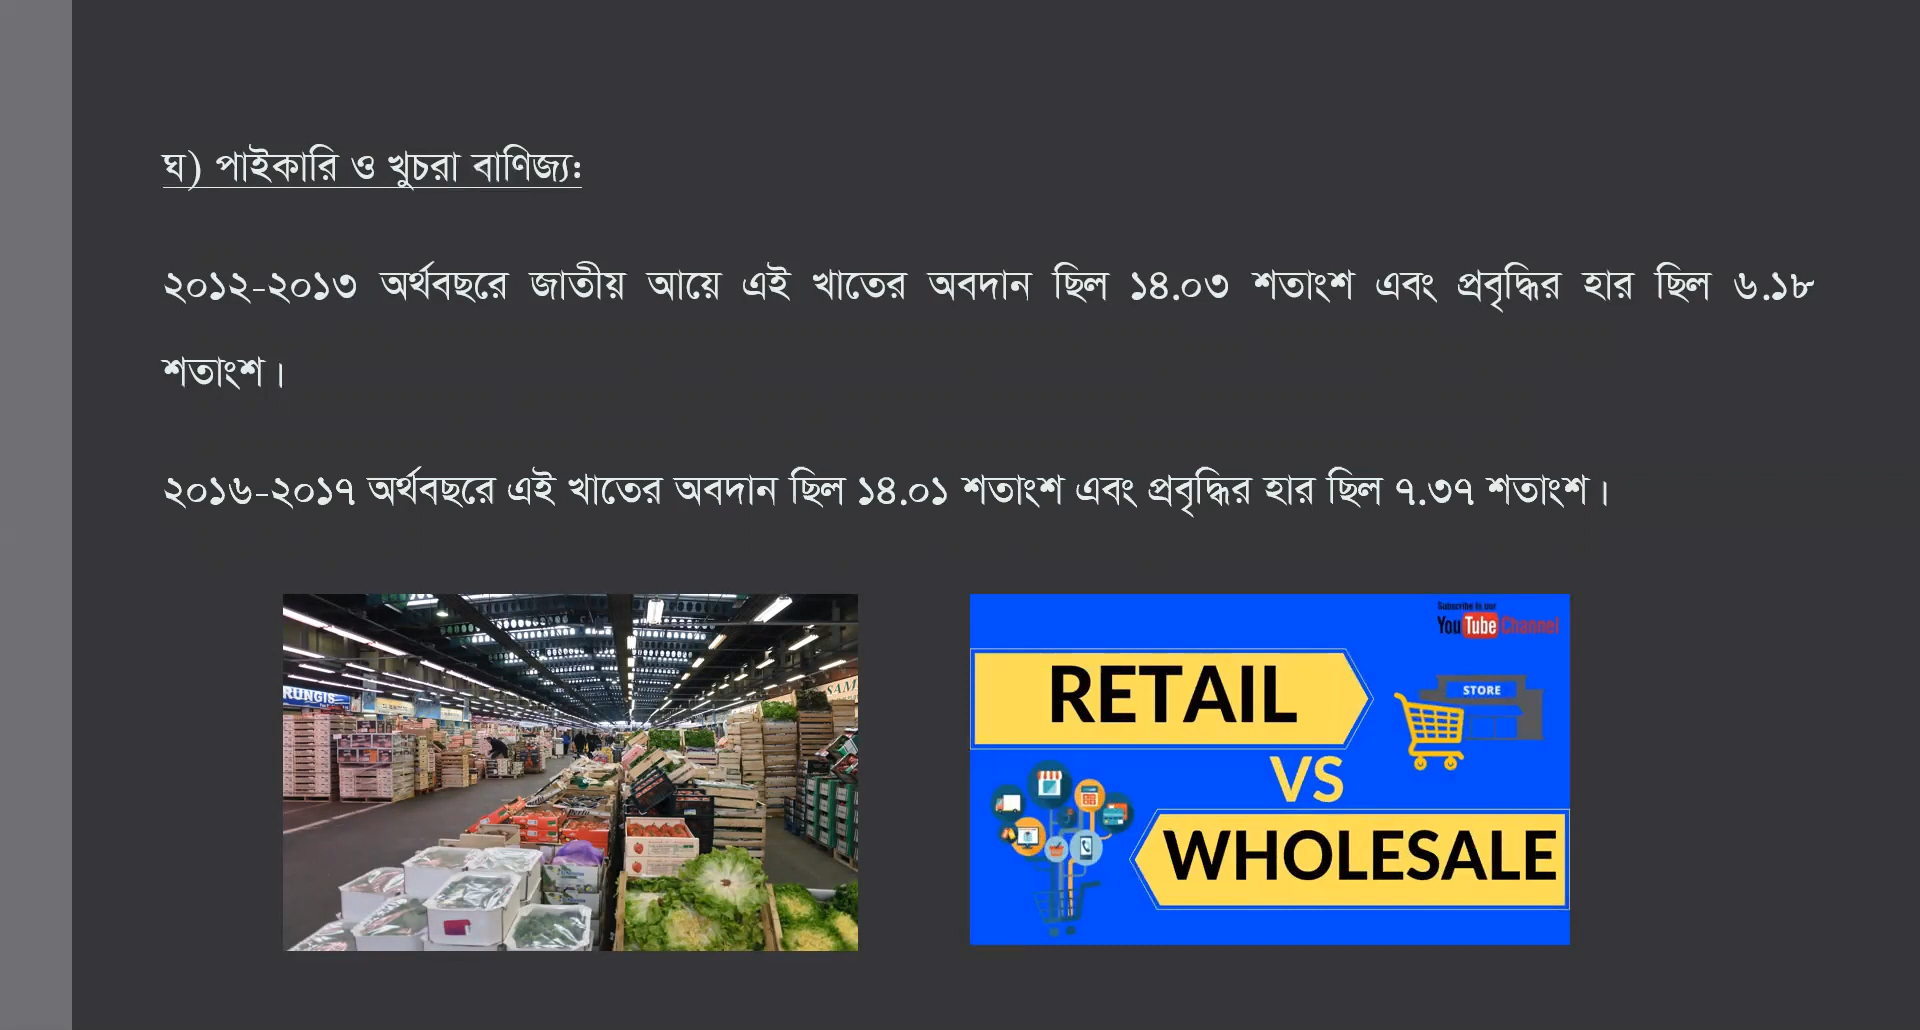 ঘ) পাইকারি ও খুচরা বাণিজ্যঃ
২০১২-২০১৩ অর্থবছরে জাতীয় আয়ে এই খাতের অবদান ছিল ১৪.০৩ শতাংশ এবং প্রবৃদ্ধির হার ছিল ৬.১৮
শতাংশ।
২০১৬-২০১৭ অর্থবছরে এই খাতের অবদান ছিল ১৪.০১ শতাংশ এবং প্রবৃদ্ধির হার ছিল ৭.৩৭ শতাংশ।
RUNGIS
SAM
Subscribe to our
YouTube Channel
RETAIL
STORE
VS
WHOLESALE